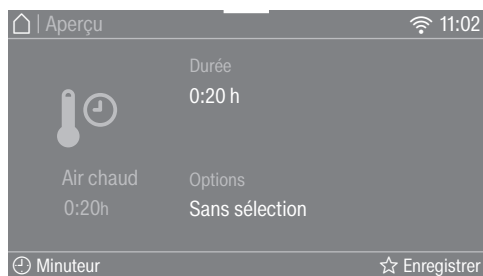 | Aperçu
11:02
Durée
0:20 h
Air chaud
0:20h
Options
Sans sélection
Minuteur
Enregistrer